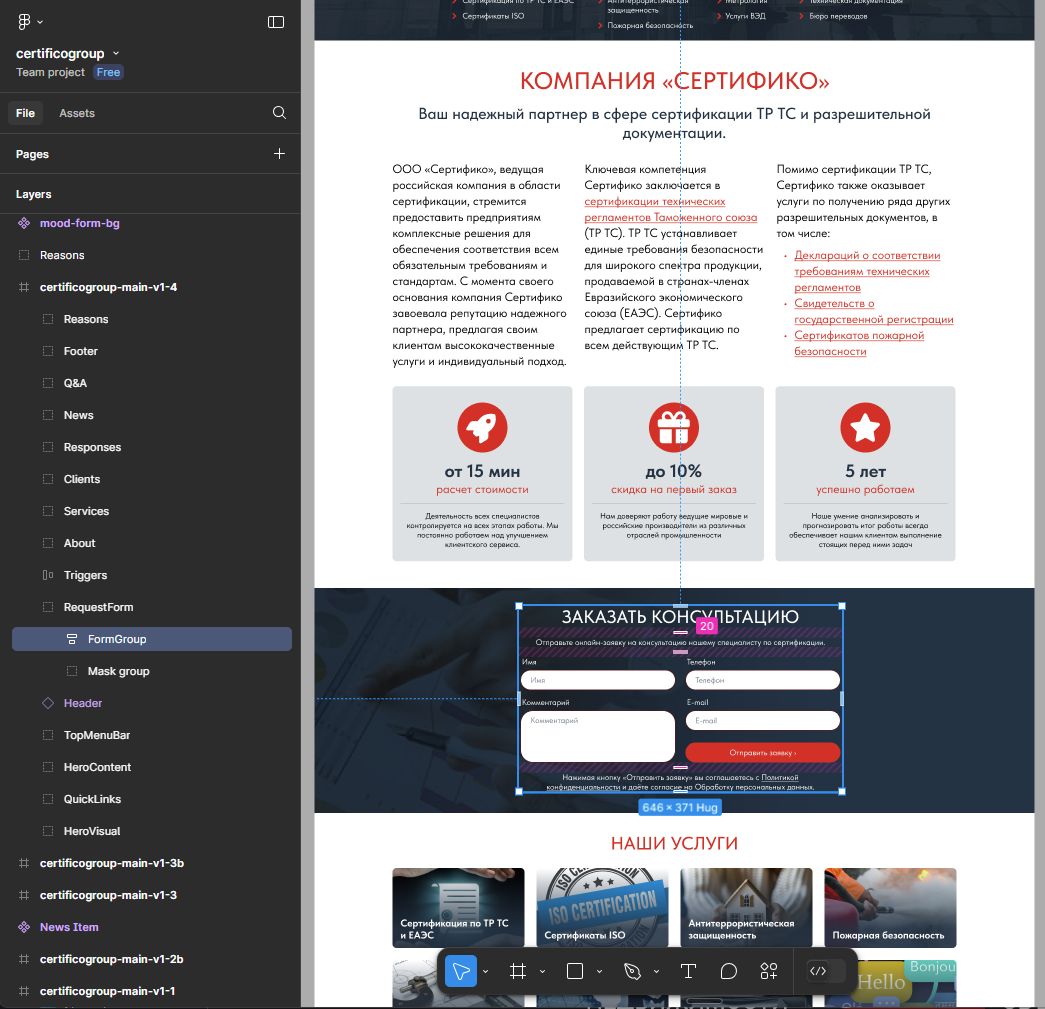 certificogroup
Team project Free
File Assets
Pages
Layers
mood-form-bg
Reasons
certificogroup-main-v1-4
Reasons
Footer
Q&A
News
Responses
Clients
Services
About
Triggers
RequestForm
FormGroup
Mask group
Header
TopMenuBar
HeroContent
QuickLinks
HeroVisual
certificogroup-main-v1-3b
certificogroup-main-v1-3
News Item
certificogroup-main-v1-2b
certificogroup-main-v1-1
Сертификаты ISO
Антитеррористическая
защищенность
Пожарная безопасность
Метрология
Услуги ВЭД
Техническая документация
Бюро переводов
КОМПАНИЯ «СЕРТИФИКО»
Ваш надежный партнер в сфере сертификации ТР ТС и разрешительной
документации.
ООО «Сертифико», ведущая
российская компания в области
сертификации, стремится
предоставить предприятиям
комплексные решения для
обеспечения соответствия всем
обязательным требованиям и
стандартам. С момента своего
основания компания Сертифико
завоевала репутацию надежного
партнера, предлагая своим
клиентам высококачественные
услуги и индивидуальный подход.
Ключевая компетенция
Сертифико заключается в
сертификации технических
регламентов Таможенного союза
(ТР ТС). ТР ТС устанавливает
единые требования безопасности
для широкого спектра продукции,
продаваемой в странах-членах
Евразийского экономического
союза (ЕАЭС). Сертифико
предлагает сертификацию по
всем действующим ТР ТС.
Помимо сертификации ТР ТС,
Сертифико также оказывает
услуги по получению ряда других
разрешительных документов, в
том числе:
• Деклараций о соответствии
требованиям технических
регламентов
• Свидетельств о
государственной регистрации
• Сертификатов пожарной
безопасности
от 15 мин
расчет стоимости
Деятельность всех специалистов
контролируется на всех этапах работы. Мы
постоянно работаем над улучшением
клиентского сервиса.
до 10%
скидка на первый заказ
Нам доверяют работу ведущие мировые и
российские производители из различных
отраслей промышленности
5 лет
успешно работаем
Наше умение анализировать и
прогнозировать итог работы всегда
обеспечивает нашим клиентам выполнение
стоящих перед ними задач
ЗАКАЗАТЬ КОНСУЛЬТАЦИЮ
20
Отправьте онлайн-заявку на консультацию нашему специалисту по сертификации.
Имя
Имя
Телефон
Телефон
Комментарий
Комментарий
E-mail
E-mail
Отправить заявку ›
Нажимая кнопку «Отправить заявку» вы соглашаетесь с Политикой
конфиденциальности и даёте согласие на Обработку персональных данных.
646 × 371 Hug
НАШИ УСЛУГИ
Сертификация по ТР ТС
и ЕАЭС
ISO CERTIFICATION
Сертификаты ISO
Антитеррористическая
защищенность
Пожарная безопасность
Hello
Bonjou